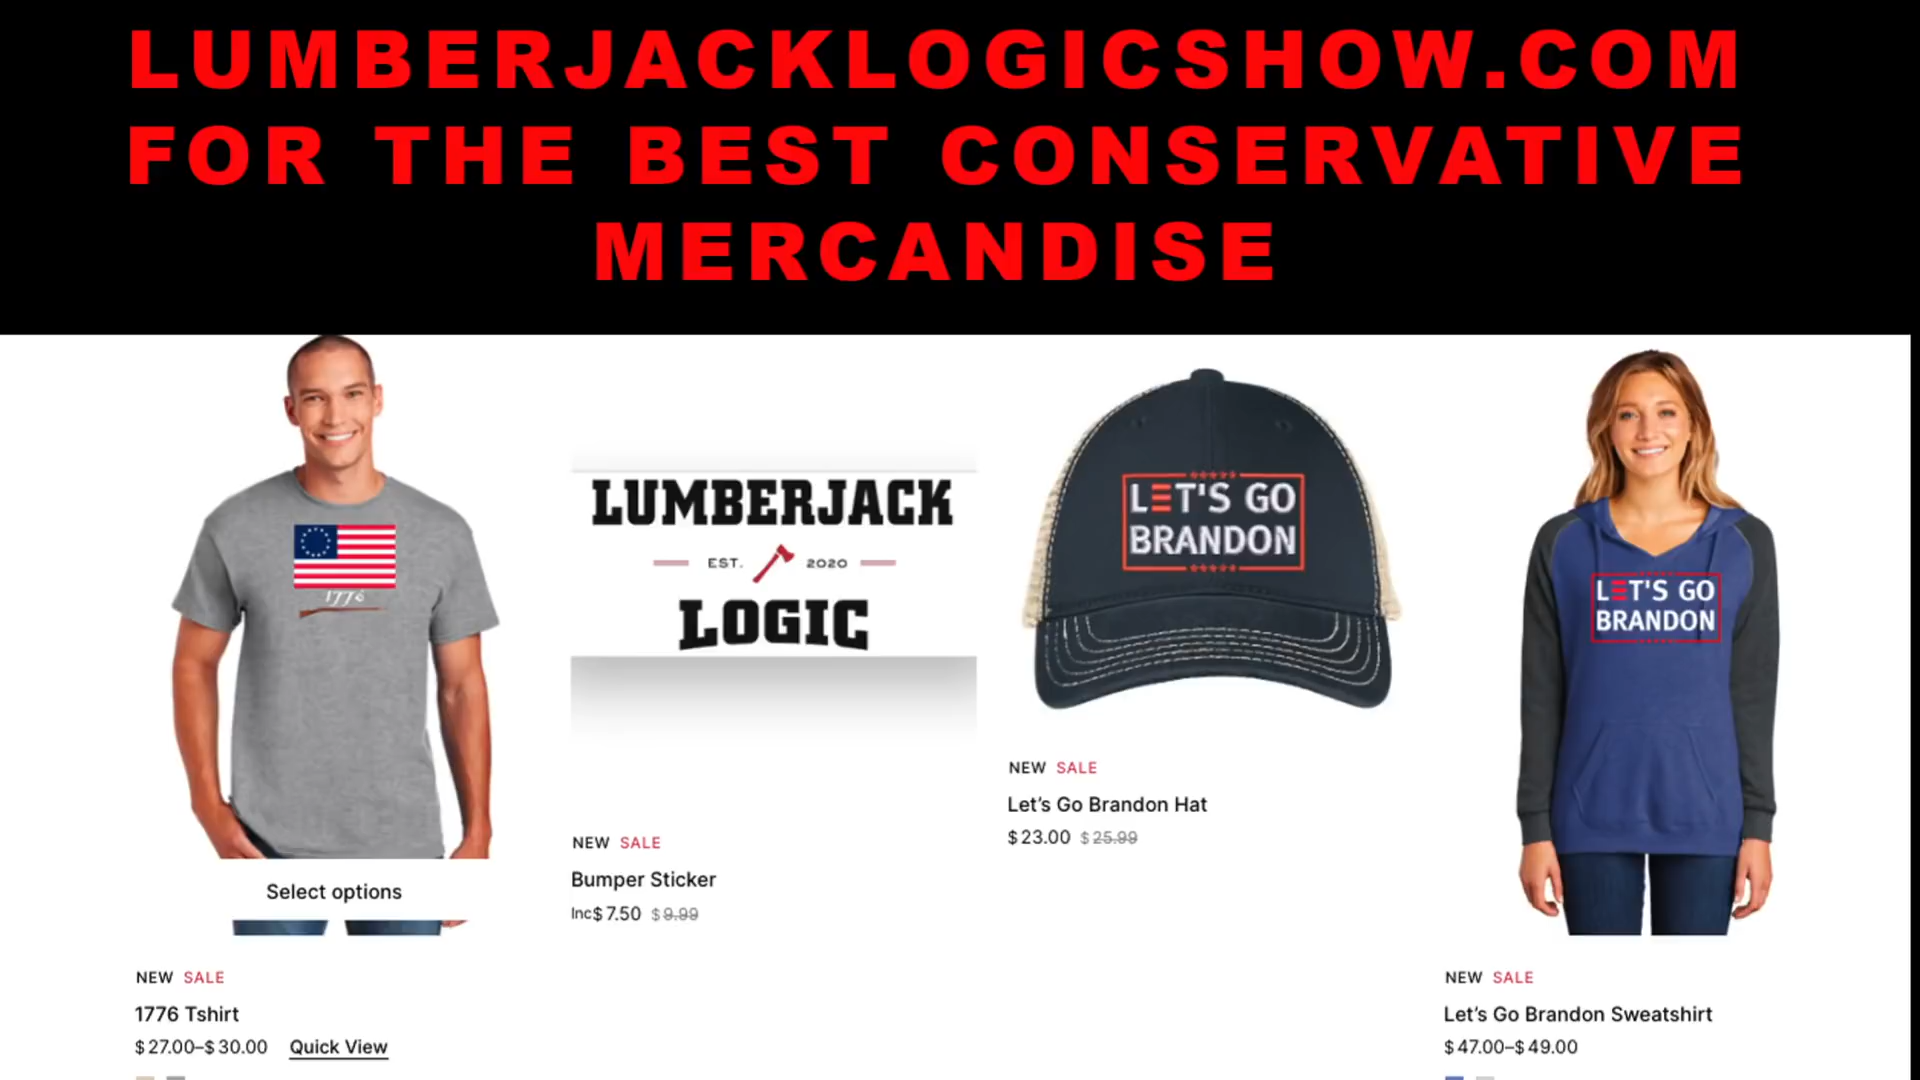 LUMBERJACKLOGICSHOW.COM
FOR THE BEST CONSERVATIVE
MERCANDISE
1776
Select options
NEW SALE
1776 Tshirt
$27.00–$30.00 Quick View
LUMBERJACK
EST. 2020
LOGIC
NEW SALE
Bumper Sticker
Inc$7.50 $9.99
LET'S GO
BRANDON
NEW SALE
Let's Go Brandon Hat
$23.00 $25.99
LET'S GO
BRANDON
NEW SALE
Let's Go Brandon Sweatshirt
$47.00–$49.00